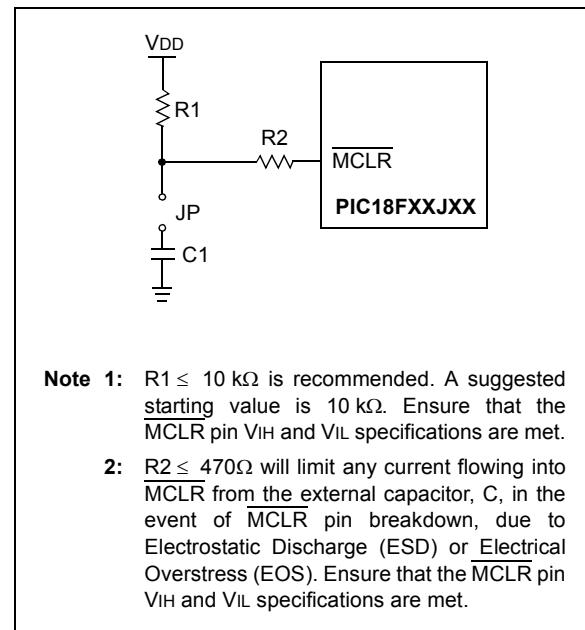 VDD
R1
R2
MCLR
PIC18FXXJXX
JP
C1
Note 1: R1 ≤ 10 kΩ is recommended. A suggested
starting value is 10 kΩ. Ensure that the
MCLR pin VIH and VIL specifications are met.
2: R2 ≤ 470Ω will limit any current flowing into
MCLR from the external capacitor, C, in the
event of MCLR pin breakdown, due to
Electrostatic Discharge (ESD) or Electrical
Overstress (EOS). Ensure that the MCLR pin
VIH and VIL specifications are met.